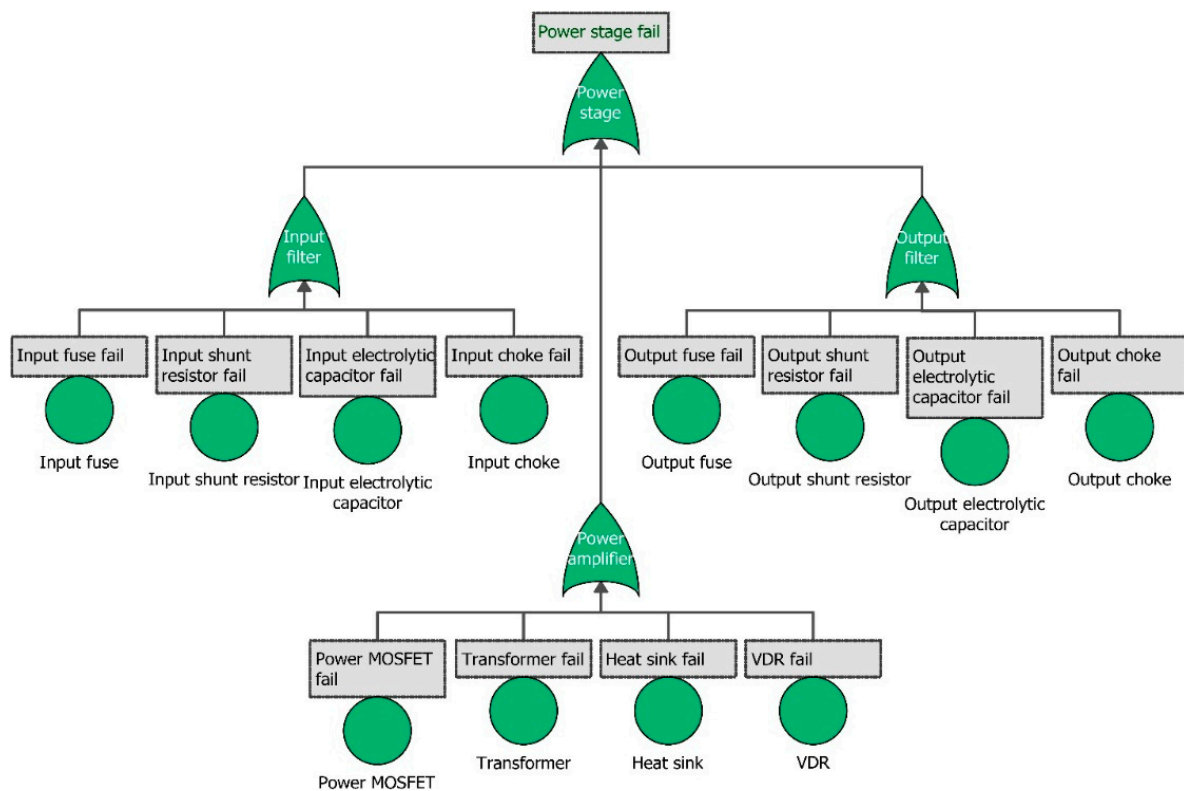 Power stage fail
Power
stage
Input
filter
Output
filter
Input fuse fail
Input shunt
resistor fail
Input electrolytic
capacitor fail
Input choke fail
Output fuse fail
Output shunt
resistor fail
Output
electrolytic
capacitor fail
Output choke
fail
Input fuse
Input shunt resistor
Input electrolytic
capacitor
Input choke
Output fuse
Output shunt resistor
Output electrolytic
capacitor
Output choke
Power
amplifier
Power MOSFET
fail
Transformer fail
Heat sink fail
VDR fail
Power MOSFET
Transformer
Heat sink
VDR